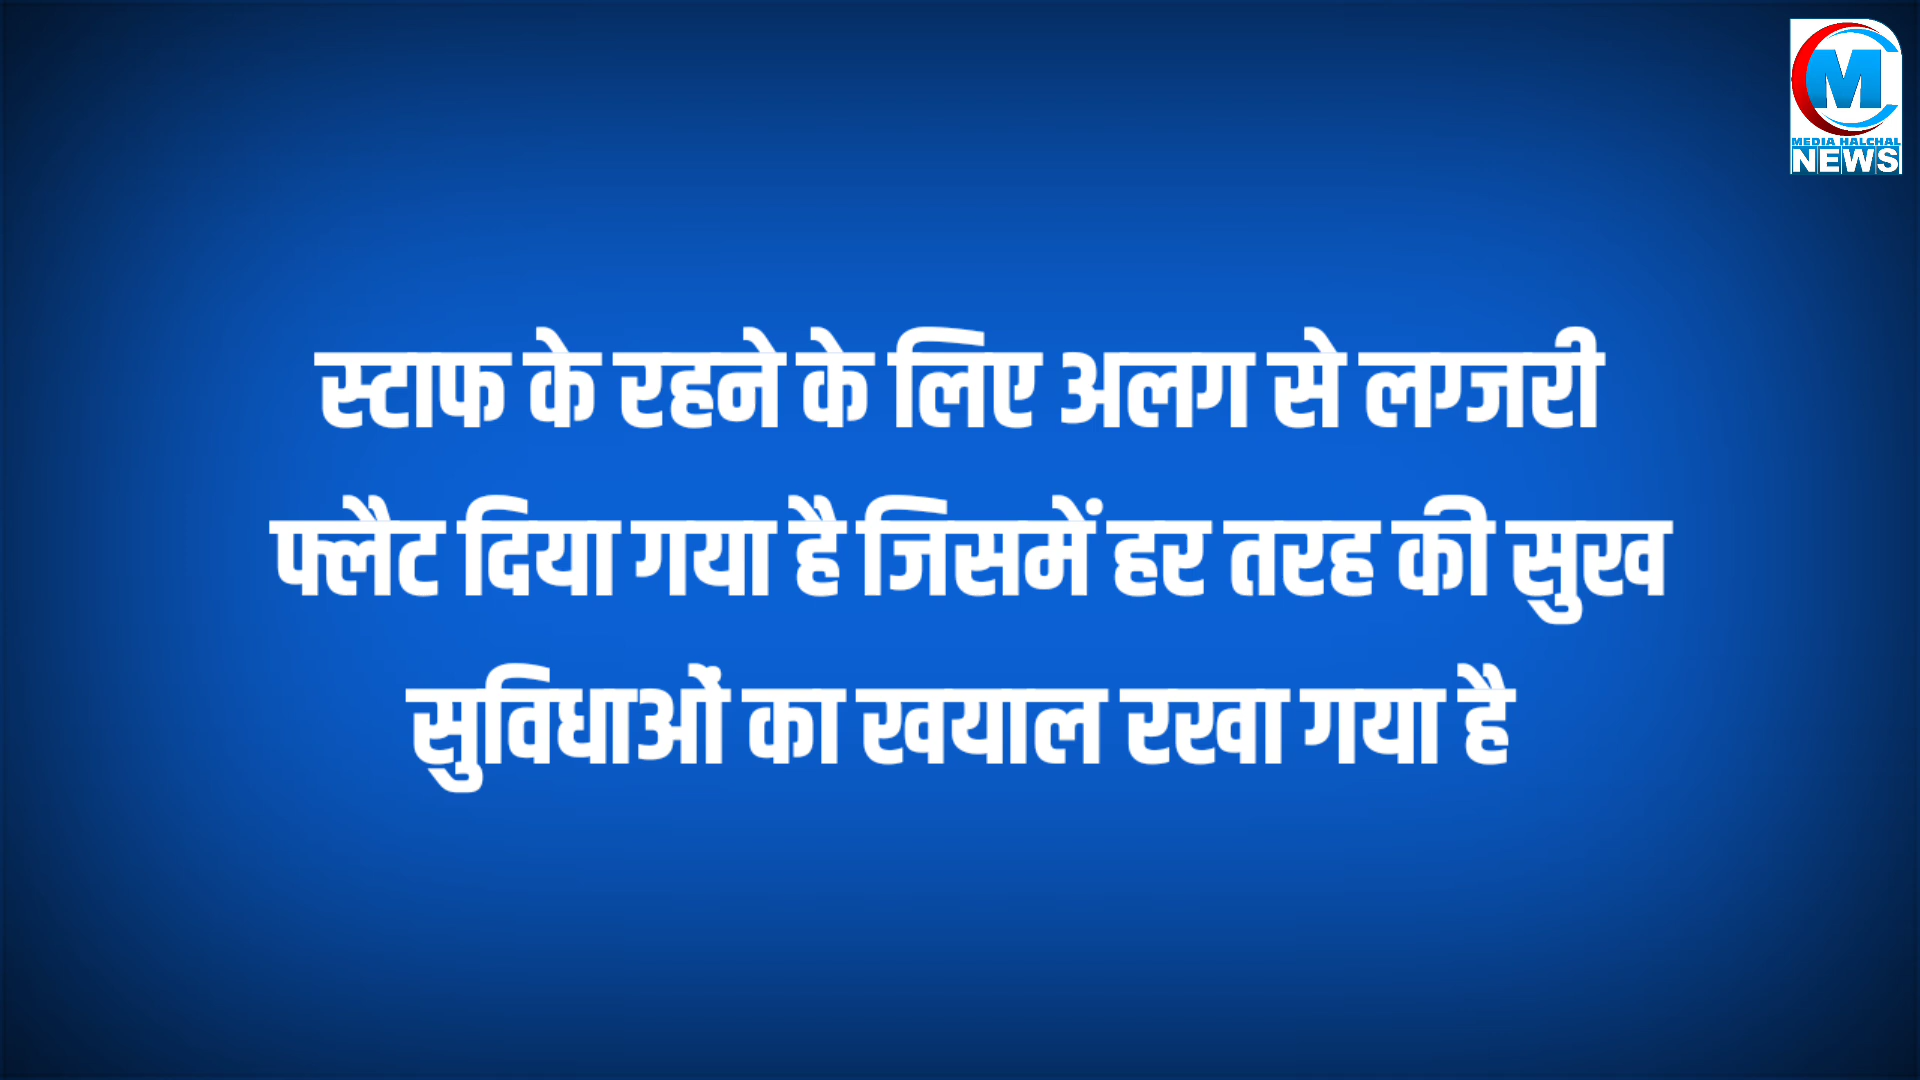 MEDIA HALCHAL
NEWS
स्टाफ के रहने के लिए अलग से लग्जरी
फ्लैट दिया गया है जिसमें हर तरह की सुख
सुविधाओं का खयाल रखा गया है